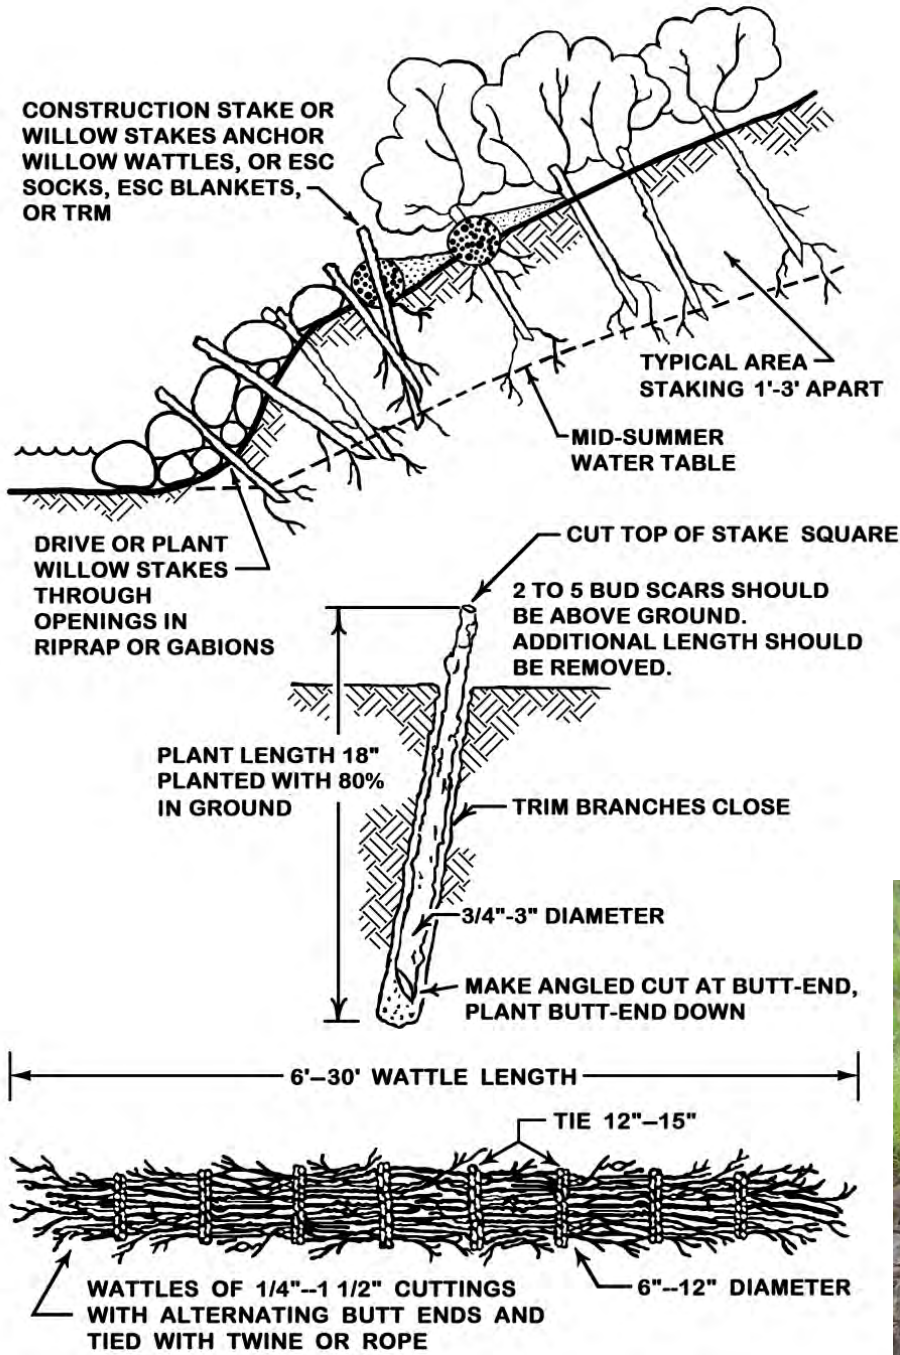 CONSTRUCTION STAKE OR
WILLOW STAKES ANCHOR
WILLOW WATTLES, OR ESC
SOCKS, ESC BLANKETS,
OR TRM
TYPICAL AREA
STAKING 1'-3' APART
MID-SUMMER
WATER TABLE
DRIVE OR PLANT
WILLOW STAKES
THROUGH
OPENINGS IN
RIPRAP OR GABIONS
CUT TOP OF STAKE SQUARE
2 TO 5 BUD SCARS SHOULD
BE ABOVE GROUND.
ADDITIONAL LENGTH SHOULD
BE REMOVED.
PLANT LENGTH 18"
PLANTED WITH 80%
IN GROUND
TRIM BRANCHES CLOSE
3/4"-3" DIAMETER
MAKE ANGLED CUT AT BUTT-END,
PLANT BUTT-END DOWN
6'–30' WATTLE LENGTH
TIE 12"–15"
WATTLES OF 1/4"--1 1/2" CUTTINGS
WITH ALTERNATING BUTT ENDS AND
TIED WITH TWINE OR ROPE
6"--12" DIAMETER